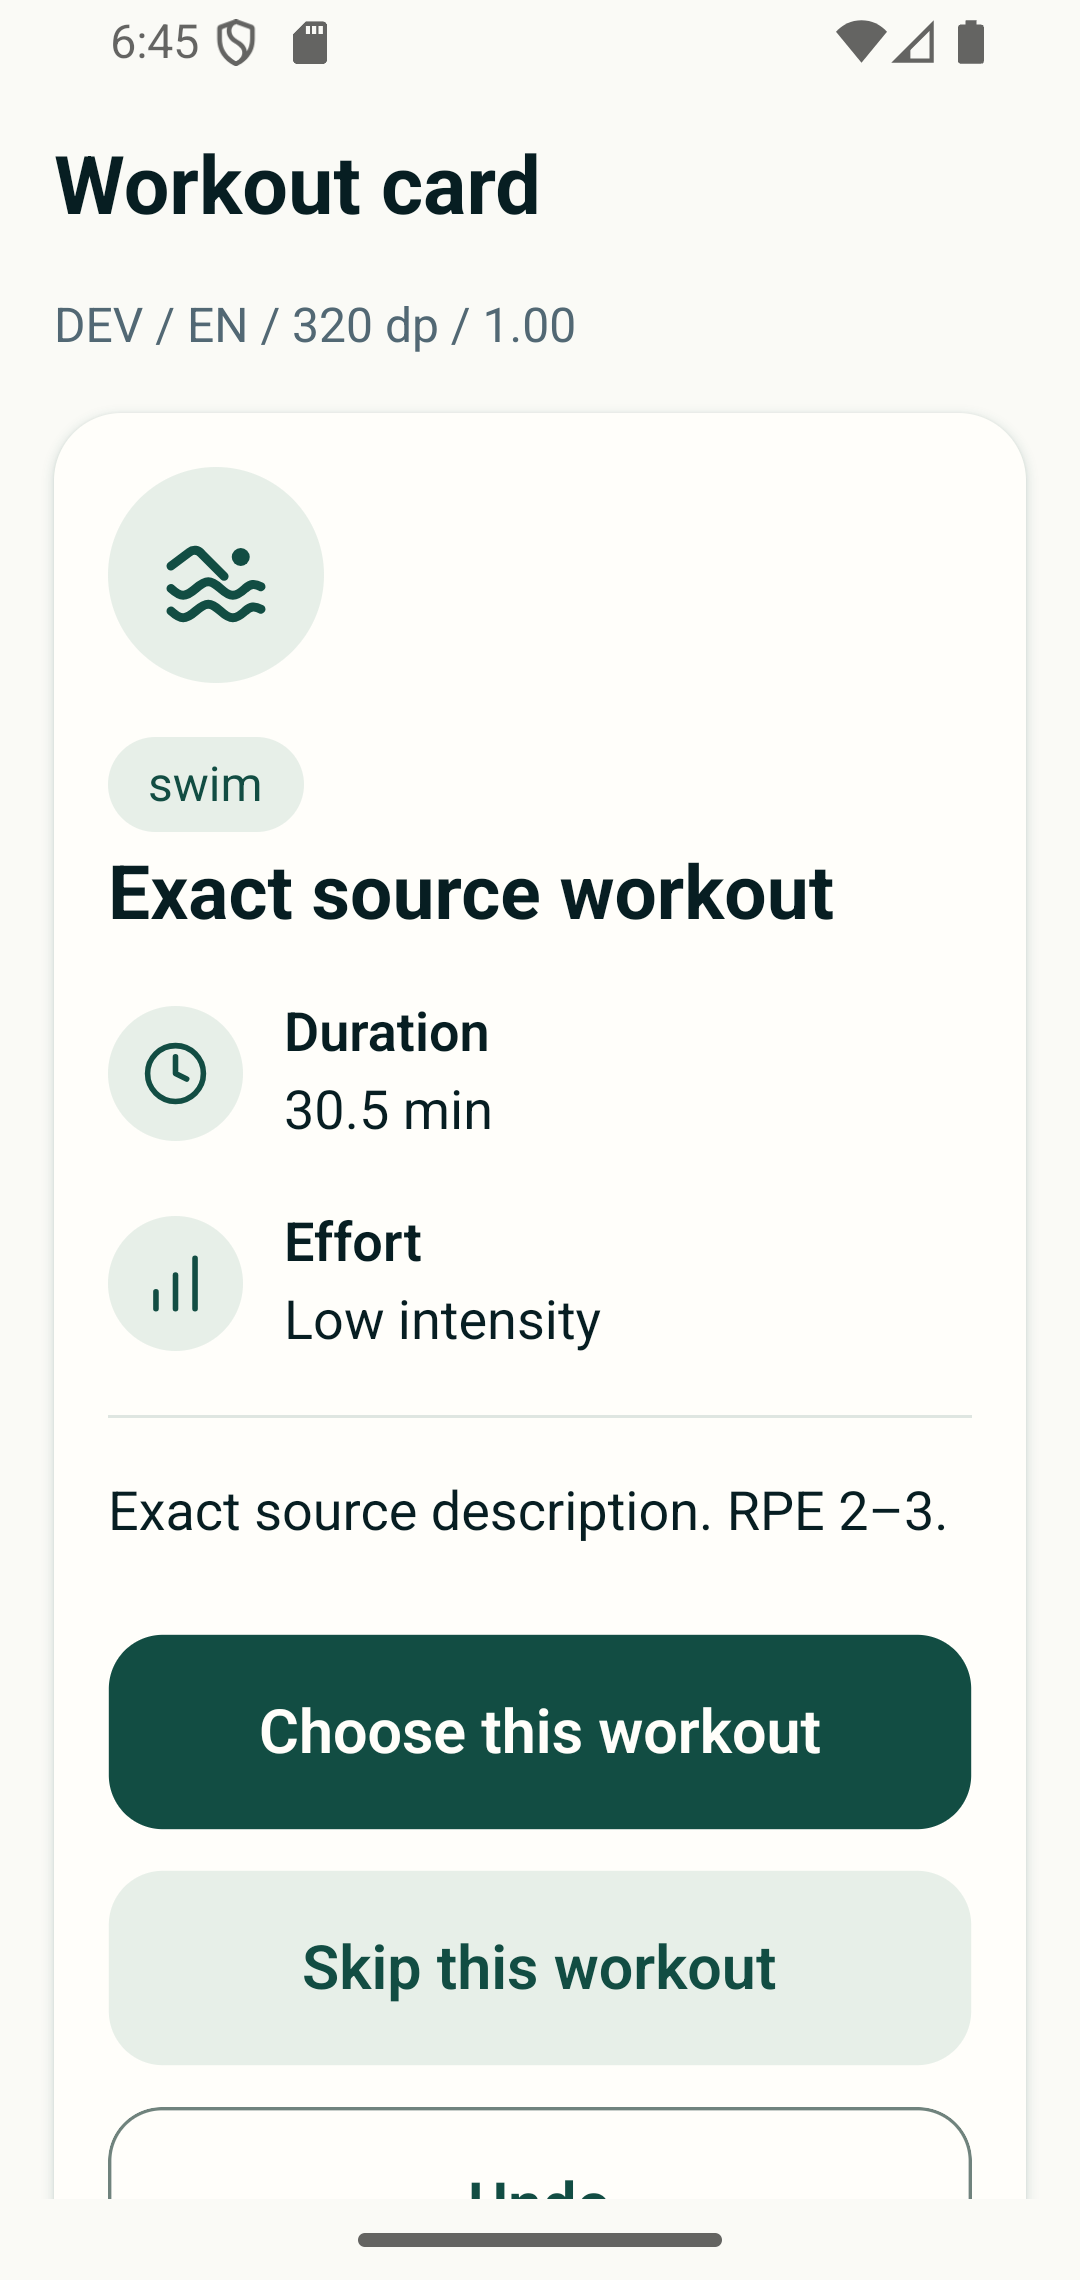 6:45
Workout card
DEV / EN / 320 dp / 1.00
swim
Exact source workout
Duration
30.5 min
Effort
Low intensity
Exact source description. RPE 2–3.
Choose this workout
Skip this workout
Undo